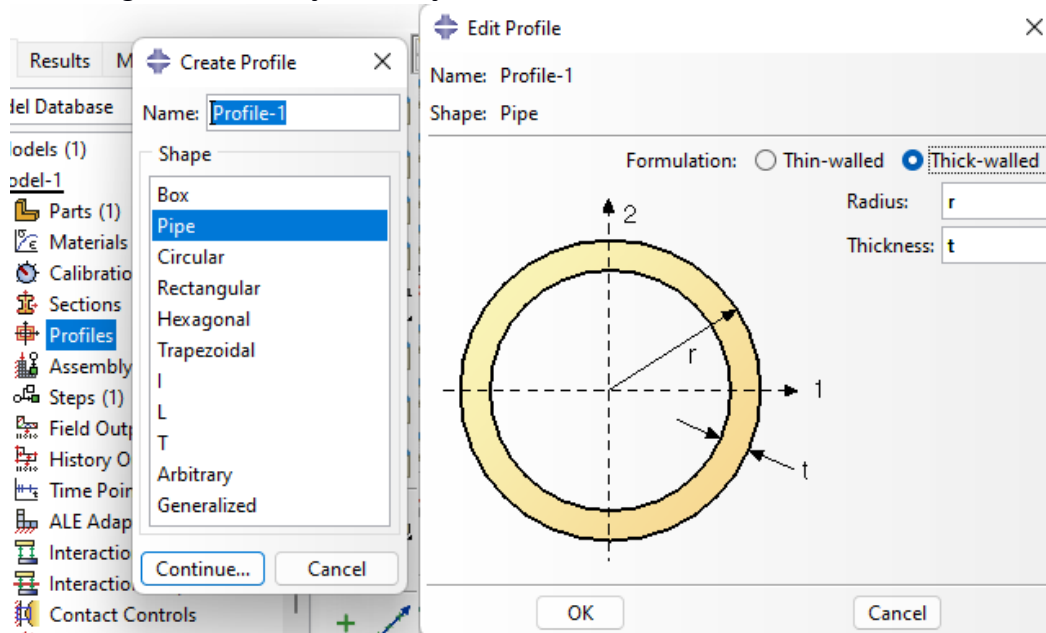 Results M
del Database
lodels (1)
odel-1
Parts (1)
Materials
Calibratio
Sections
Profiles
Assembly
Steps (1)
Field Outp
History O
Time Poin
ALE Adap
Interactio
Interactio
Contact Controls
Create Profile
Name: Profile-1
Shape
Box
Pipe
Circular
Rectangular
Hexagonal
Trapezoidal
I
L
T
Arbitrary
Generalized
Continue... Cancel
Edit Profile
Name: Profile-1
Shape: Pipe
Formulation: Thin-walled Thick-walled
Radius: r
Thickness: t
2
r
1
t
OK Cancel